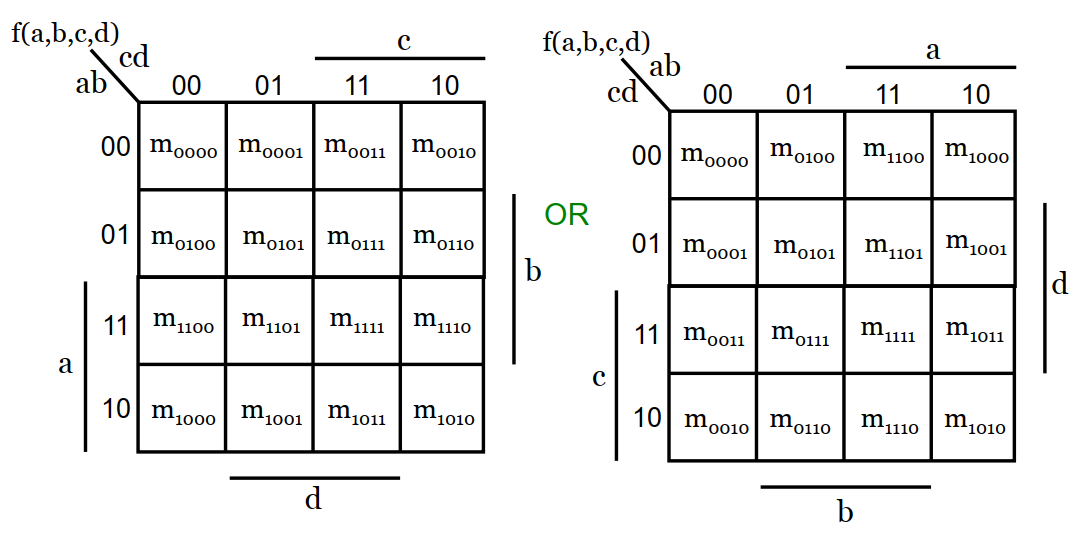 f(a,b,c,d)
cd
ab
c
00 01 11 10
00 m0000 m0001 m0011 m0010
01 m0100 m0101 m0111 m0110
11 m1100 m1101 m1111 m1110
10 m1000 m1001 m1011 m1010
a
b
d
OR
f(a,b,c,d)
ab
cd
a
00 01 11 10
00 m0000 m0100 m1100 m1000
01 m0001 m0101 m1101 m1001
11 m0011 m0111 m1111 m1011
10 m0010 m0110 m1110 m1010
c
d
b